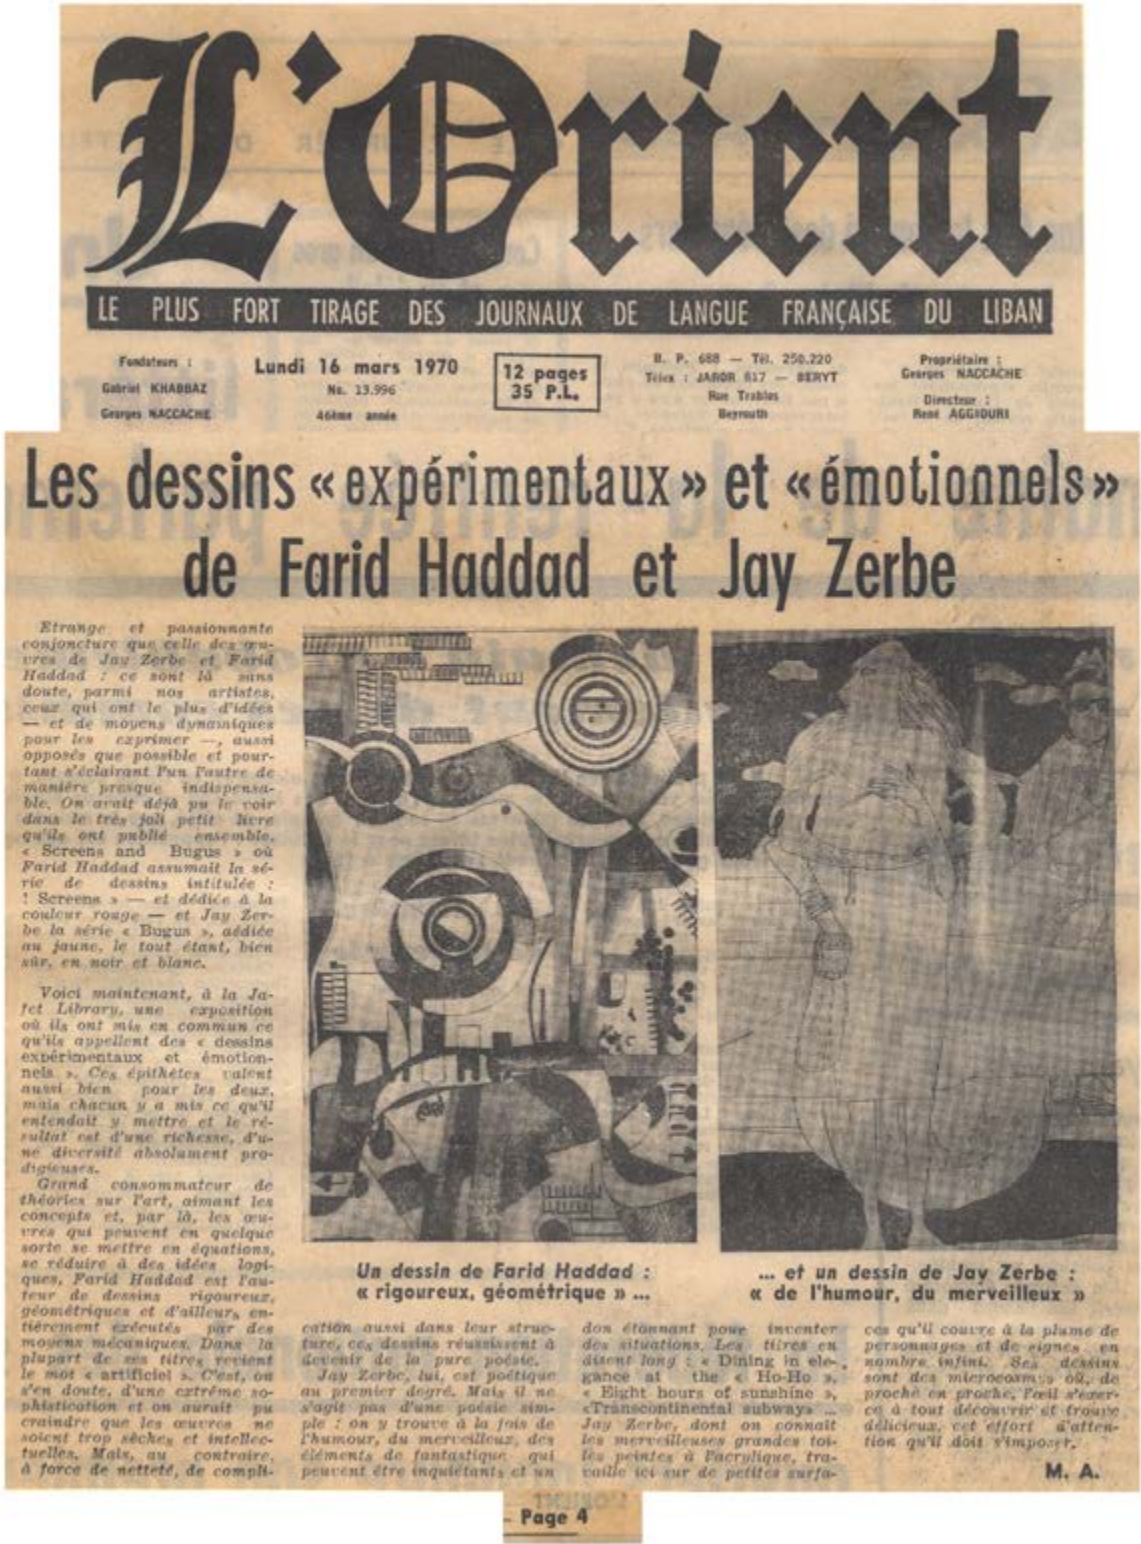 L'Orient
LE PLUS FORT TIRAGE DES JOURNAUX DE LANGUE FRANÇAISE DU LIBAN
Fondateurs :
Gabriel KHABBAZ
Georges NACCACHE
Lundi 16 mars 1970
No. 13.996
46ème année
12 pages
35 P.L.
B. P. 688 — Tél. 250.220
Télex : JABOR 617 — BERYT
Rue Trablos
Beyrouth
Propriétaire :
Georges NACCACHE
Directeur :
René AGGIOURI
Les dessins « expérimentaux » et « émotionnels »
de Farid Haddad et Jay Zerbe
Etrange et passionnante
conjoncture que celle des œu-
vres de Jay Zerbe et Farid
Haddad : ce sont là sans
doute, parmi nos artistes,
ceux qui ont le plus d'idées
— et de moyens dynamiques
pour les exprimer —, aussi
opposés que possible et pour-
tant s'éclairant l'un l'autre de
manière presque indispensa-
ble. On avait déjà pu le voir
dans le très joli petit livre
qu'ils ont publié ensemble,
« Screens and Bugus » où
Farid Haddad assumait la sé-
rie de dessins intitulée :
! Screens » — et dédiée à la
couleur rouge — et Jay Zer-
be la série « Bugus », dédiée
au jaune, le tout étant, bien
sûr, en noir et blanc.
Voici maintenant, à la Ja-
fet Library, une exposition
où ils ont mis en commun ce
qu'ils appellent des « dessins
expérimentaux et émotion-
nels ». Ces épithètes valent
aussi bien pour les deux,
mais chacun y a mis ce qu'il
entendait y mettre et le ré-
sultat est d'une richesse, d'u-
ne diversité absolument pro-
digieuses.
Grand consommateur de
théories sur l'art, aimant les
concepts et, par là, les œu-
vres qui peuvent en quelque
sorte se mettre en équations,
se réduire à des idées logi-
ques, Farid Haddad est l'au-
teur de dessins rigoureux,
géométriques et d'ailleurs en-
tièrement exécutés par des
moyens mécaniques. Dans la
plupart de ses titres revient
le mot « artificiel ». C'est, on
s'en doute, d'une extrême so-
phistication et on aurait pu
craindre que les œuvres ne
soient trop sèches et intellec-
tuelles. Mais, au contraire,
à force de netteté, de compli-
Un dessin de Farid Haddad :
« rigoureux, géométrique » ...
... et un dessin de Jay Zerbe :
« de l'humour, du merveilleux »
cation aussi dans leur struc-
ture, ces dessins réussissent à
devenir de la pure poésie.
Jay Zerbe, lui, est poétique
au premier degré. Mais il ne
s'agit pas d'une poésie sim-
ple : on y trouve à la fois de
l'humour, du merveilleux, des
éléments de fantastique qui
peuvent être inquiétants et un
don étonnant pour inventer
des situations. Les titres en
disent long : « Dining in ele-
gance at the « Ho-Ho »,
« Eight hours of sunshine »,
«Transcontinental subway» ...
Jay Zerbe, dont on connaît
les merveilleuses grandes toi-
les peintes à l'acrylique, tra-
vaille ici sur de petites surfa-
ces qu'il couvre à la plume de
personnages et de signes en
nombre infini. Ses dessins
sont des microcosmes où, de
proche en proche, l'œil s'exer-
ce à tout découvrir et trouve
délicieux, cet effort d'atten-
tion qu'il doit s'imposer.
M. A.
- Page 4